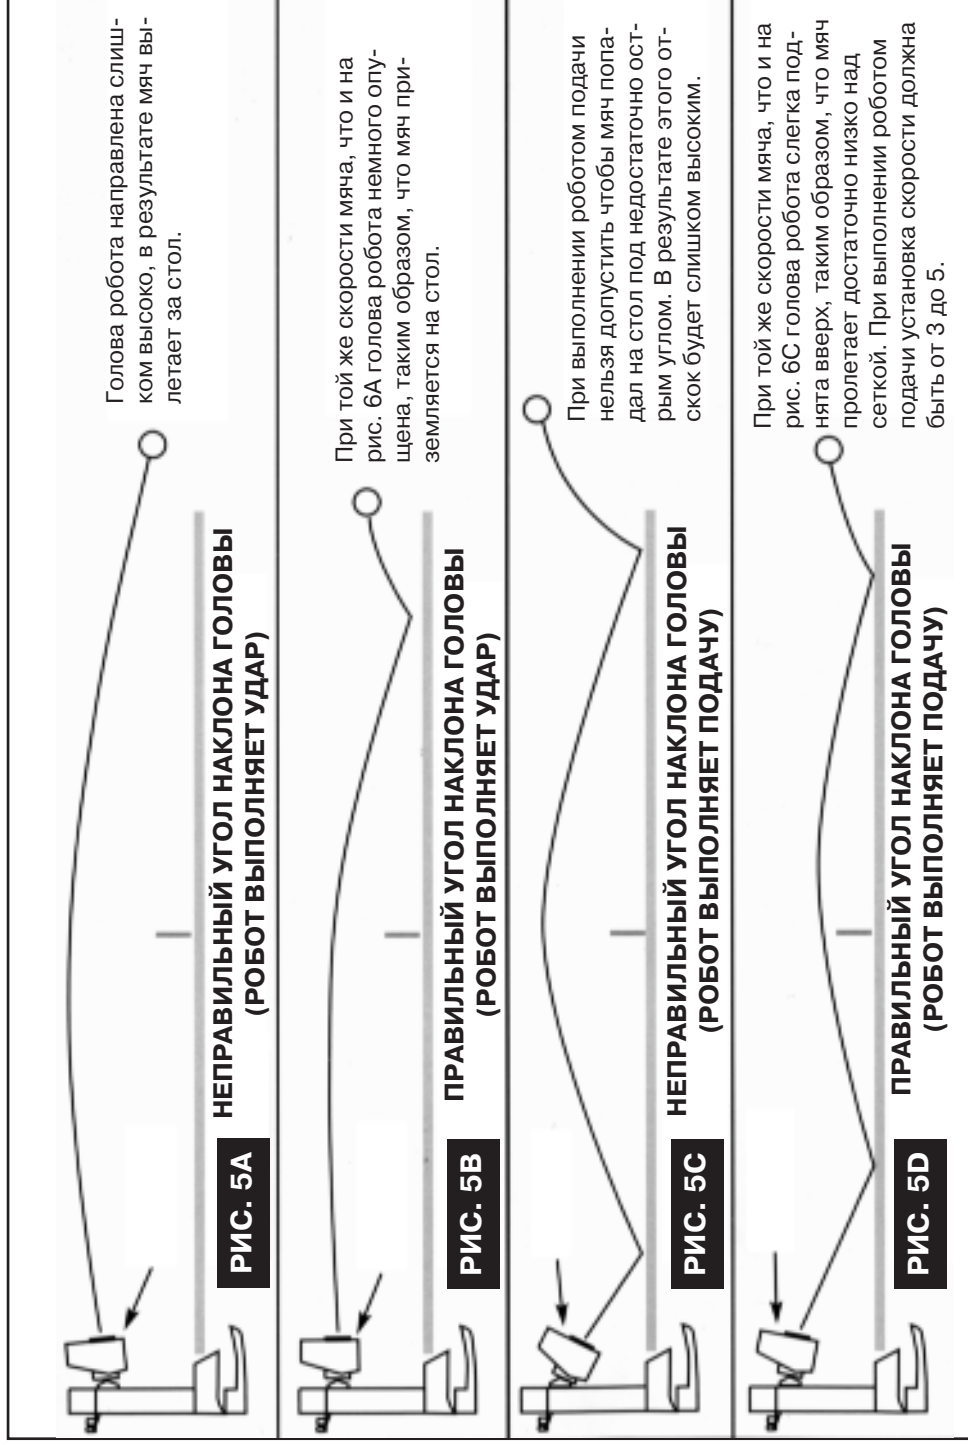 РИС. 5A
НЕПРАВИЛЬНЫЙ УГОЛ НАКЛОНА ГОЛОВЫ
(РОБОТ ВЫПОЛНЯЕТ УДАР)
Голова робота направлена слиш-
ком высоко, в результате мяч вы-
летает за стол.
РИС. 5B
ПРАВИЛЬНЫЙ УГОЛ НАКЛОНА ГОЛОВЫ
(РОБОТ ВЫПОЛНЯЕТ УДАР)
При той же скорости мяча, что и на
рис. 6А голова робота немного опу-
щена, таким образом, что мяч при-
земляется на стол.
РИС. 5C
НЕПРАВИЛЬНЫЙ УГОЛ НАКЛОНА ГОЛОВЫ
(РОБОТ ВЫПОЛНЯЕТ ПОДАЧУ)
При выполнении роботом подачи
нельзя допустить чтобы мяч попа-
дал на стол под недостаточно ост-
рым углом. В результате этого от-
скок будет слишком высоким.
РИС. 5D
ПРАВИЛЬНЫЙ УГОЛ НАКЛОНА ГОЛОВЫ
(РОБОТ ВЫПОЛНЯЕТ ПОДАЧУ)
При той же скорости мяча, что и на
рис. 6С голова робота слегка под-
нята вверх, таким образом, что мяч
пролетает достаточно низко над
сеткой. При выполнении роботом
подачи установка скорости должна
быть от 3 до 5.